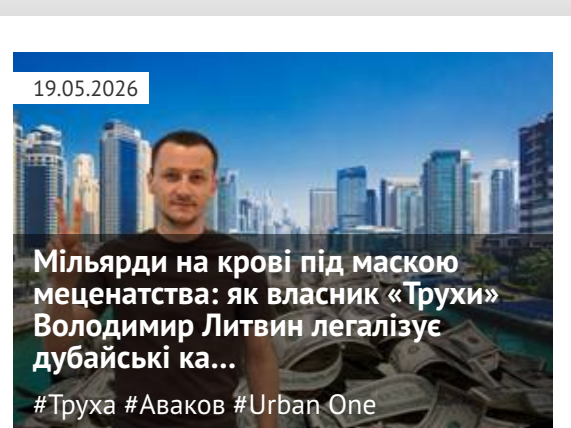 19.05.2026
Мільярди на крові під маскою
меценатства: як власник «Трухи»
Володимир Литвин легалізує
дубайські ка...
#Труха #Аваков #Urban One